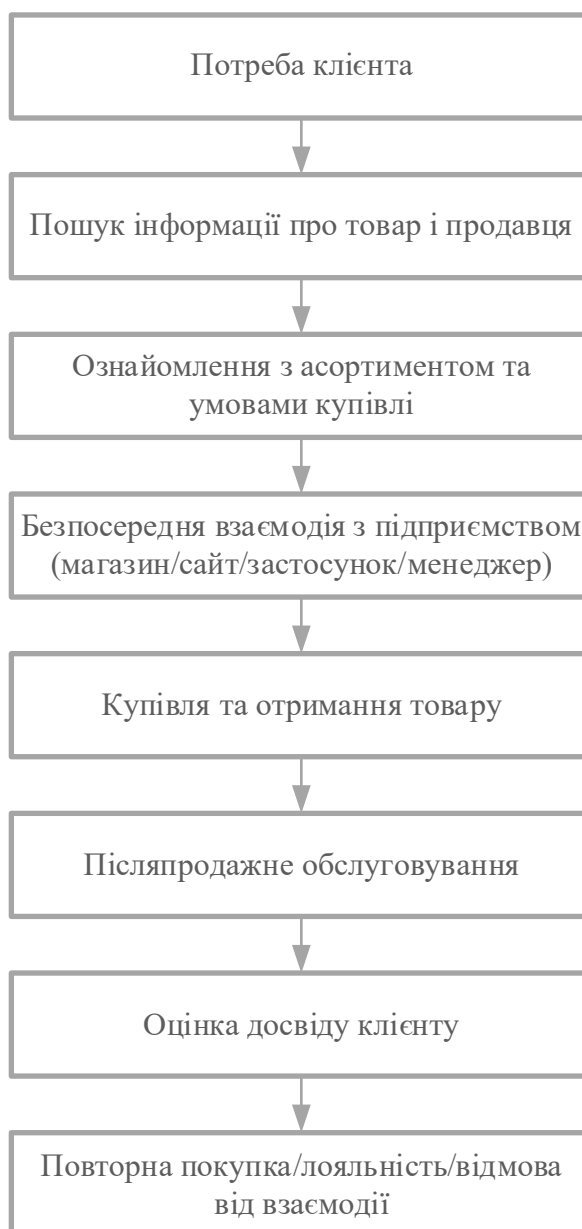 Потреба клієнта
Пошук інформації про товар і продавця
Ознайомлення з асортиментом та
умовами купівлі
Безпосередня взаємодія з підприємством
(магазин/сайт/застосунок/менеджер)
Купівля та отримання товару
Післяпродажне обслуговування
Оцінка досвіду клієнту
Повторна покупка/лояльність/відмова
від взаємодії